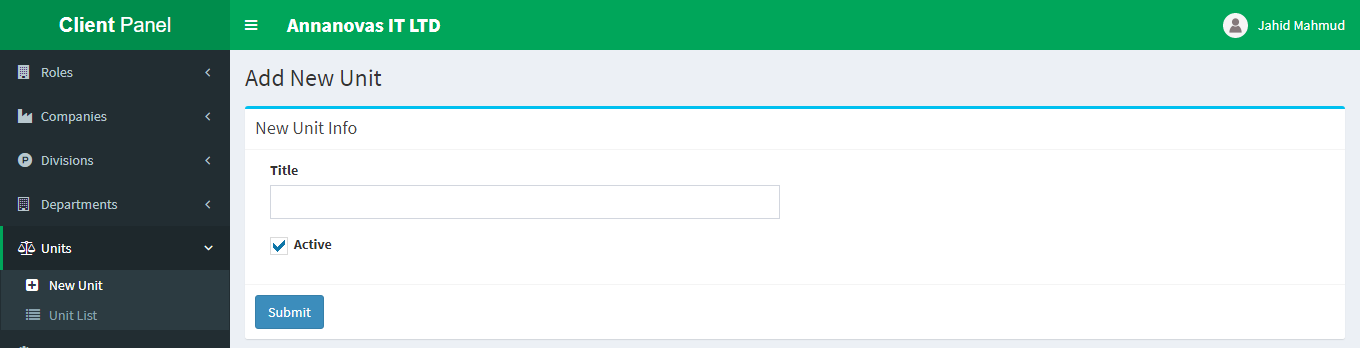 Client Panel
Annanovas IT LTD
Jahid Mahmud
Roles
Companies
Divisions
Departments
Units
New Unit
Unit List
Add New Unit
New Unit Info
Title
Active
Submit